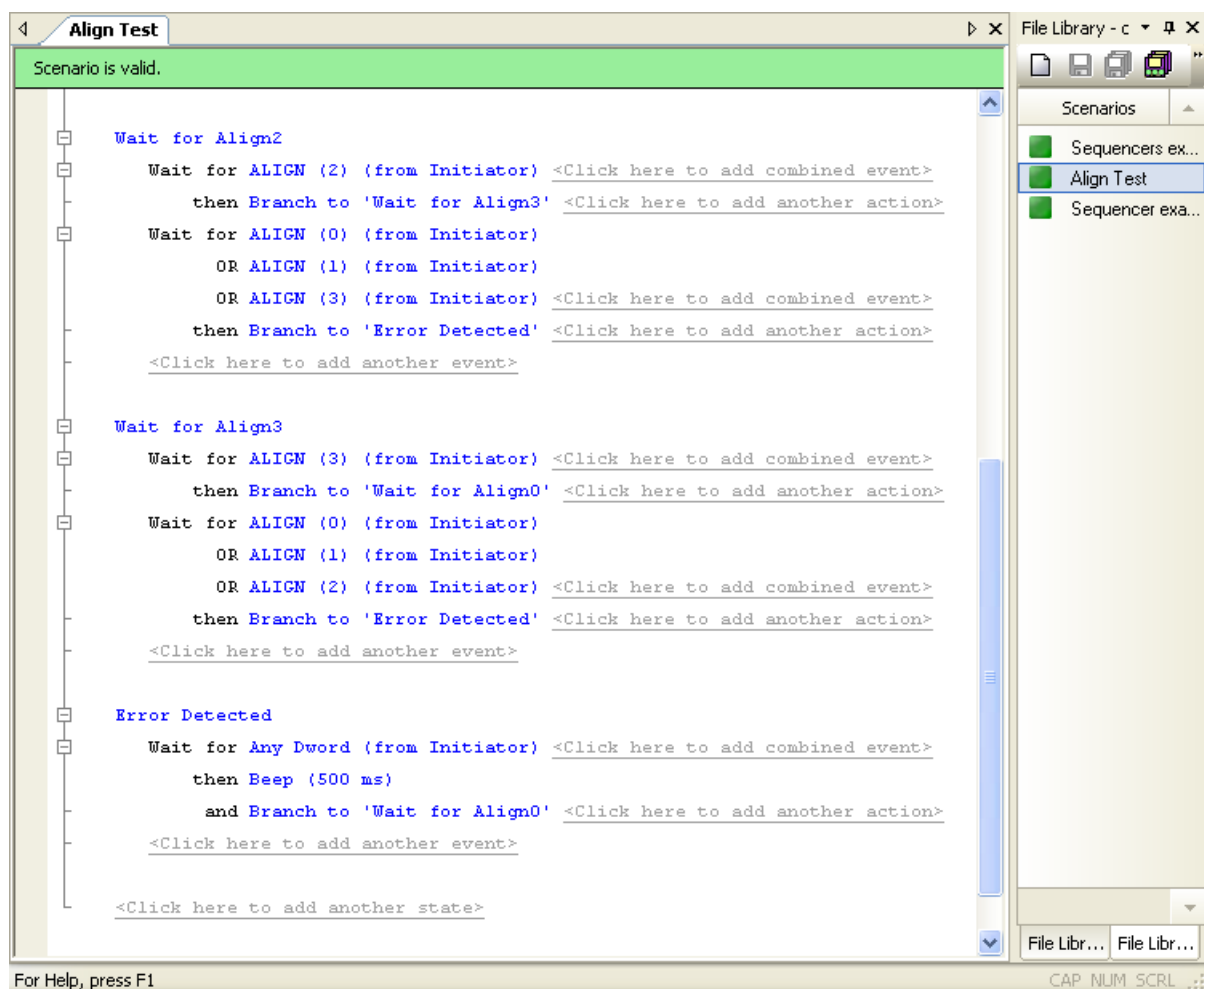 Align Test
Scenario is valid.
Wait for Align2
Wait for ALIGN (2) (from Initiator) <Click here to add combined event>
then Branch to 'Wait for Align3' <Click here to add another action>
Wait for ALIGN (0) (from Initiator)
OR ALIGN (1) (from Initiator)
OR ALIGN (3) (from Initiator) <Click here to add combined event>
then Branch to 'Error Detected' <Click here to add another action>
<Click here to add another event>
Wait for Align3
Wait for ALIGN (3) (from Initiator) <Click here to add combined event>
then Branch to 'Wait for Align0' <Click here to add another action>
Wait for ALIGN (0) (from Initiator)
OR ALIGN (1) (from Initiator)
OR ALIGN (2) (from Initiator) <Click here to add combined event>
then Branch to 'Error Detected' <Click here to add another action>
<Click here to add another event>
Error Detected
Wait for Any Dword (from Initiator) <Click here to add combined event>
then Beep (500 ms)
and Branch to 'Wait for Align0' <Click here to add another action>
<Click here to add another event>
<Click here to add another state>
File Library - c
Scenarios
Sequencers ex...
Align Test
Sequencer exa...
File Libr... File Libr...
For Help, press F1
CAP NUM SCRL